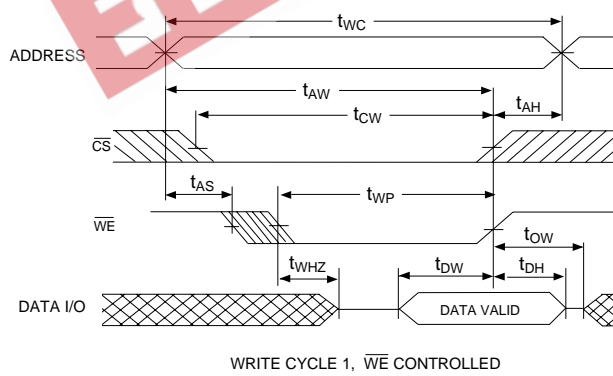 tWC
ADDRESS
tAW
tCW tAH
CS
tAS
tWP
WE
tOW
tWHZ tDW tDH
DATA I/O DATA VALID
WRITE CYCLE 1, WE CONTROLLED